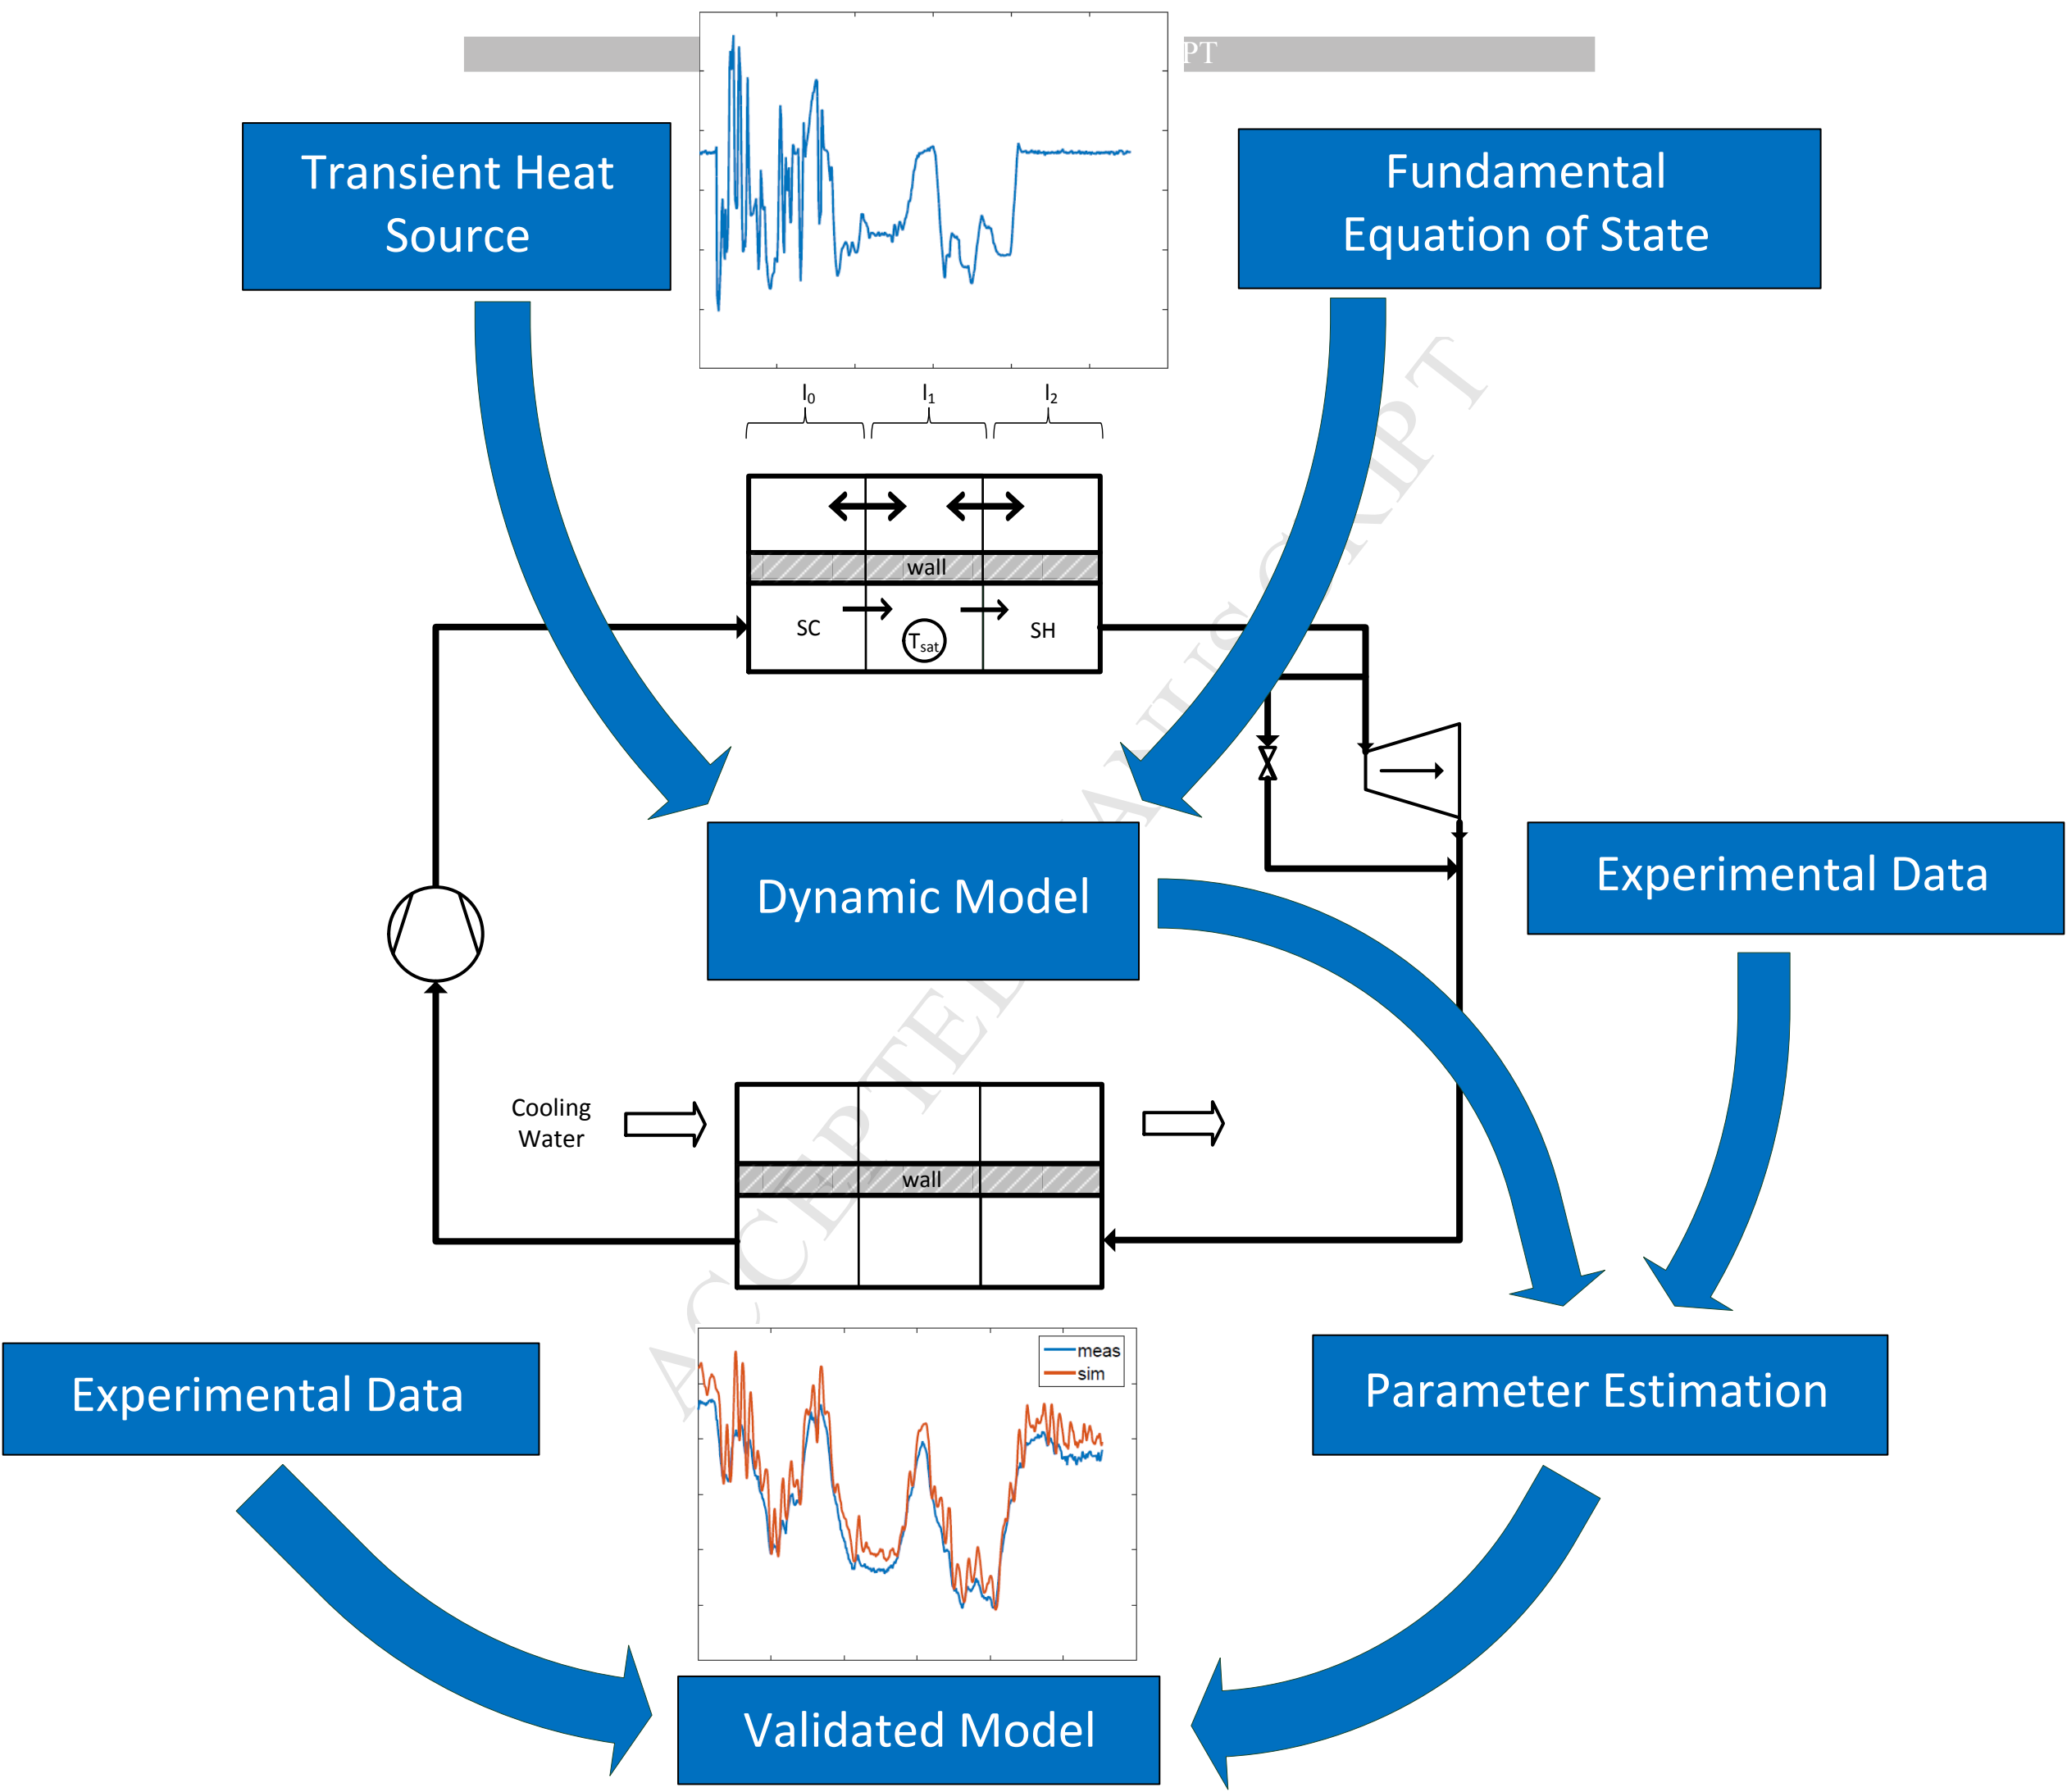 PT
Transient Heat
Source
Fundamental
Equation of State
l0
l1
l2
wall
SC
Tsat
SH
Dynamic Model
Experimental Data
Cooling
Water
wall
meas
sim
Experimental Data
Parameter Estimation
Validated Model